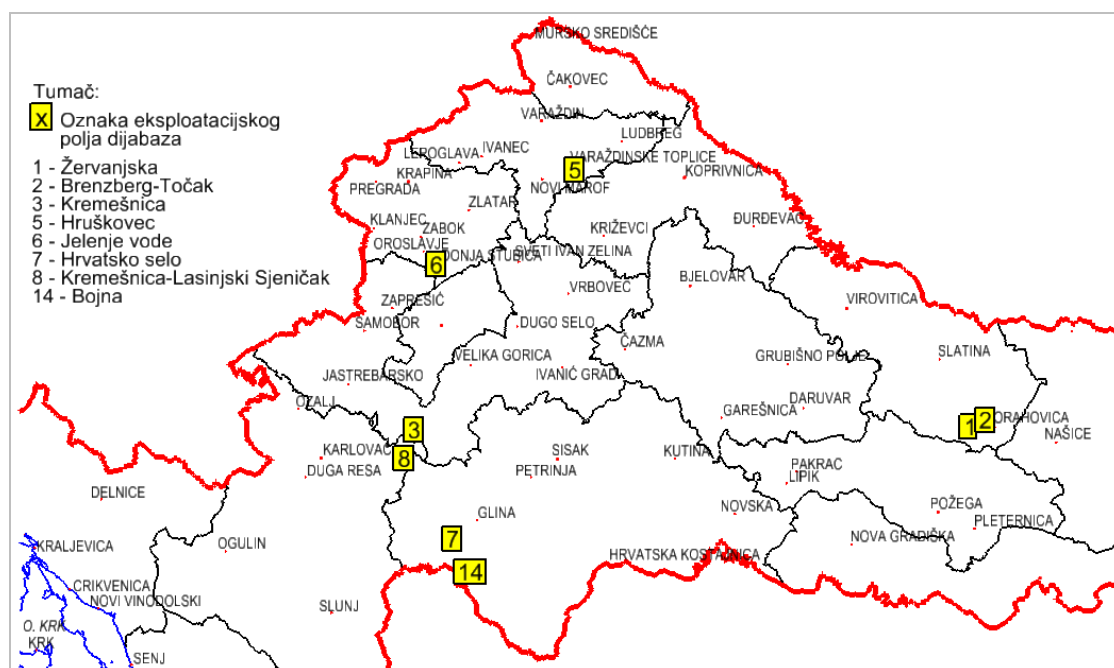 Tumač:
x Oznaka eksploatacijskog
polja dijabaza
1 - Žervanjska
2 - Brenzberg-Točak
3 - Kremešnica
5 - Hruškovec
6 - Jelenje vode
7 - Hrvatsko selo
8 - Kremešnica-Lasinjski Sjeničak
14 - Bojna
MURSKO SREDIŠĆE
ČAKOVEC
VARAŽDIN
LUDBREG
IVANEC
LEPOGLAVA
VARAŽDINSKE TOPLICE
5
KRAPINA
KOPRIVNICA
PREGRADA
NOVI MAROF
ZLATAR
KLANJEC
ĐURĐEVAC
ZABOK
KRIŽEVCI
OROSLAVJE
DONJA STUBICA
SVETI IVAN ZELINA
6
BJELOVAR
VRBOVEC
ZAPREŠIĆ
VIROVITICA
SAMOBOR
DUGO SELO
ČAZMA
VELIKA GORICA
GRUBIŠNO POLJE
SLATINA
IVANIĆ GRAD
JASTREBARSKO
OZALJ
DARUVAR
GAREŠNICA
ORAHOVICA
2
1
3
NAŠICE
KARLOVAC
SISAK
8
KUTINA
DUGA RESA
PETRINJA
PAKRAC
LIPIK
DELNICE
POŽEGA
NOVSKA
GLINA
PLETERNICA
7
NOVA GRADIŠKA
KRALJEVICA
OGULIN
HRVATSKA KOSTAJNICA
14
CRIKVENICA
NOVI VINODOLSKI
SLUNJ
O. KRK
KRK
SENJ